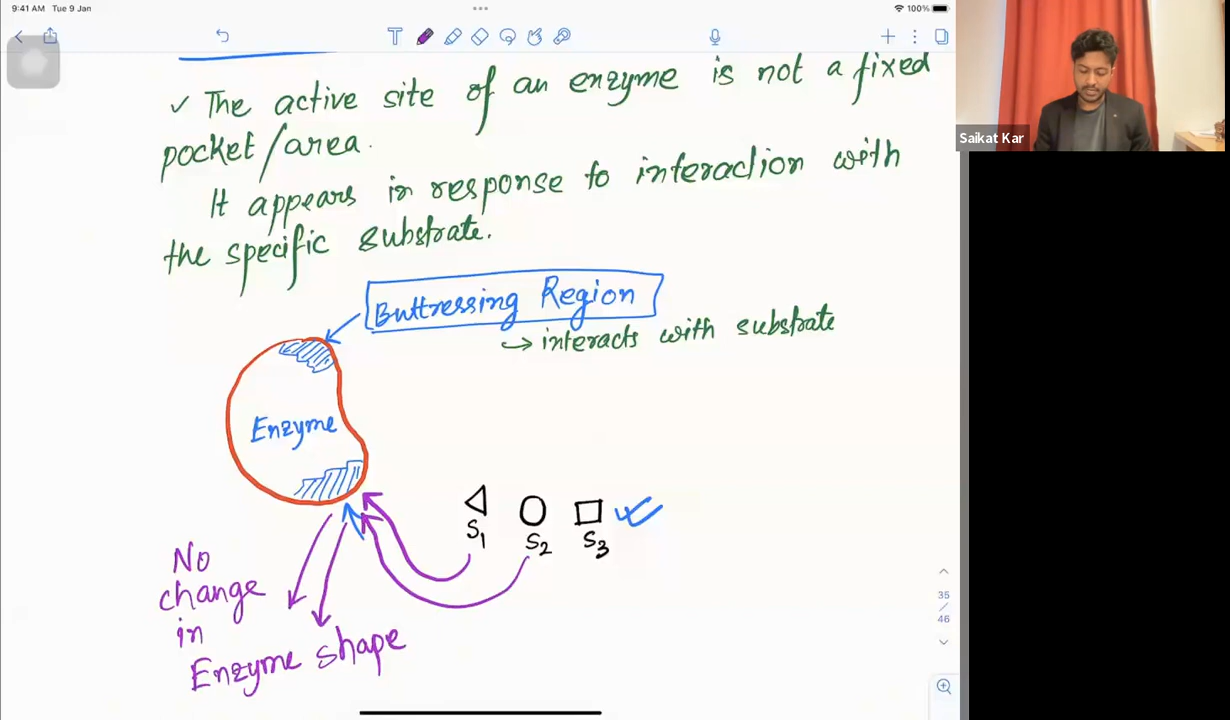 9:41 AM Tue 9 Jan
100%
Saikat Kar
✓ The active site of an enzyme is not a fixed
pocket/area.
It appears in response to interaction with
the specific substrate.
Buttressing Region
↳ interacts with substrate
Enzyme
S1 S2 S3
No
change
in
Enzyme shape
35
/
46